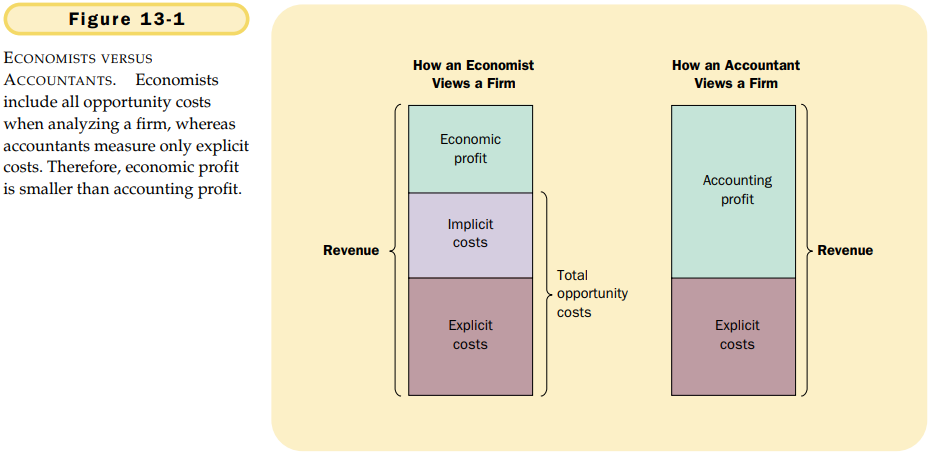 Figure 13-1
ECONOMISTS VERSUS
ACCOUNTANTS. Economists
include all opportunity costs
when analyzing a firm, whereas
accountants measure only explicit
costs. Therefore, economic profit
is smaller than accounting profit.
How an Economist
Views a Firm
Revenue
Economic
profit
Implicit
costs
Explicit
costs
Total
opportunity
costs
How an Accountant
Views a Firm
Accounting
profit
Explicit
costs
Revenue